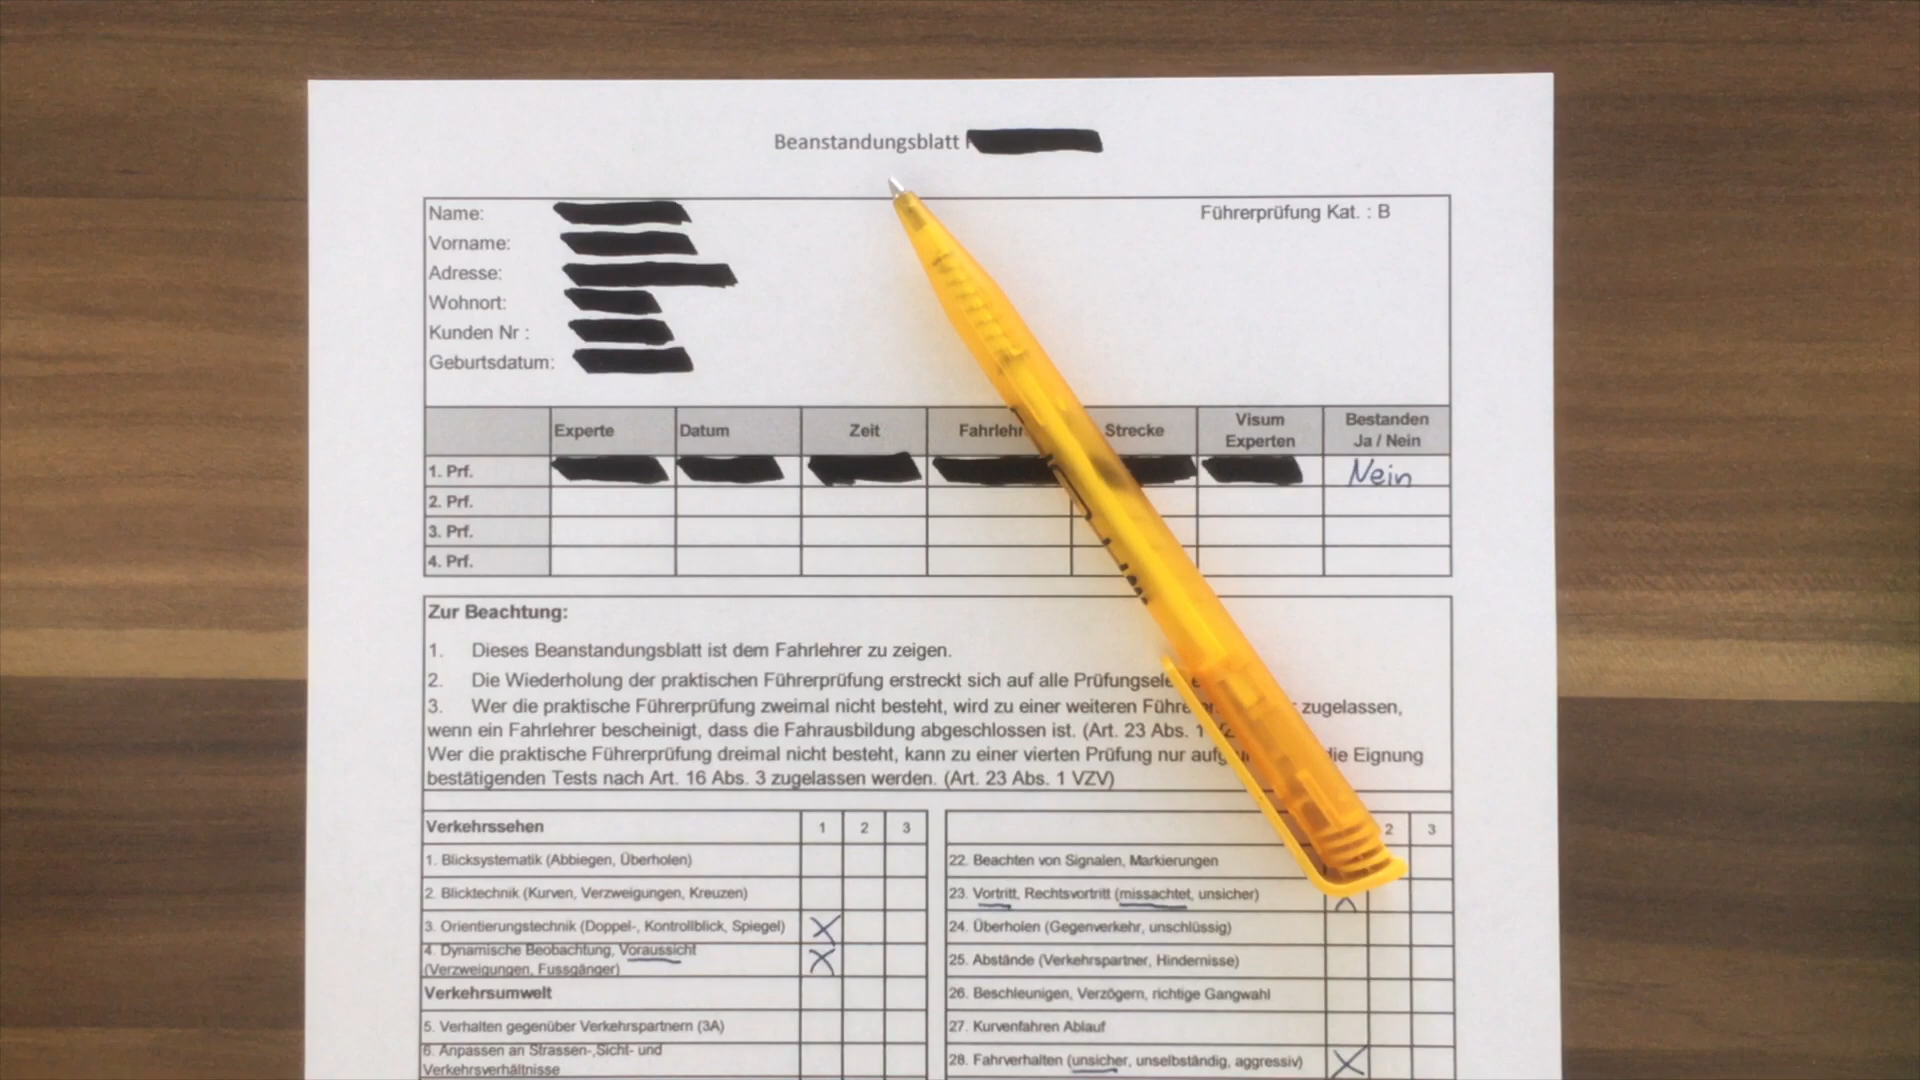 Beanstandungsblatt
Name:
Führerprüfung Kat. : B
Vorname:
Adresse:
Wohnort:
Kunden Nr :
Geburtsdatum:
Experte Datum Zeit Strecke Visum Experten Bestanden Ja / Nein
1. Prf. Nein
2. Prf.
3. Prf.
4. Prf.
Zur Beachtung:
1. Dieses Beanstandungsblatt ist dem Fahrlehrer zu zeigen.
2. Die Wiederholung der praktischen Führerprüfung erstreckt sich auf alle
3. Wer die praktische Führerprüfung zweimal nicht besteht, wird zu einer weiteren zugelassen,
wenn ein Fahrlehrer bescheinigt, dass die Fahrausbildung abgeschlossen ist. (Art. 23 Abs. 1
Wer die praktische Führerprüfung dreimal nicht besteht, kann zu einer vierten Prüfung nur die Eignung
bestätigenden Tests nach Art. 16 Abs. 3 zugelassen werden. (Art. 23 Abs. 1 VZV)
Verkehrssehen 1 2 3
1. Blicksystematik (Abbiegen, Überholen)
2. Blicktechnik (Kurven, Verzweigungen, Kreuzen)
3. Orientierungstechnik (Doppel-, Kontrollblick, Spiegel) X
4. Dynamische Beobachtung, Voraussicht
(Verzweigungen, Fussgänger) X
Verkehrsumwelt
5. Verhalten gegenüber Verkehrspartnern (3A)
6. Anpassen an Strassen-,Sicht- und
Verkehrsverhältnisse
2 3
22. Beachten von Signalen, Markierungen
23. Vortritt, Rechtsvortritt (missachtet, unsicher)
24. Überholen (Gegenverkehr, unschlüssig)
25. Abstände (Verkehrspartner, Hindernisse)
26. Beschleunigen, Verzögern, richtige Gangwahl
27. Kurvenfahren Ablauf
28. Fahrverhalten (unsicher, unselbständig, aggressiv) X